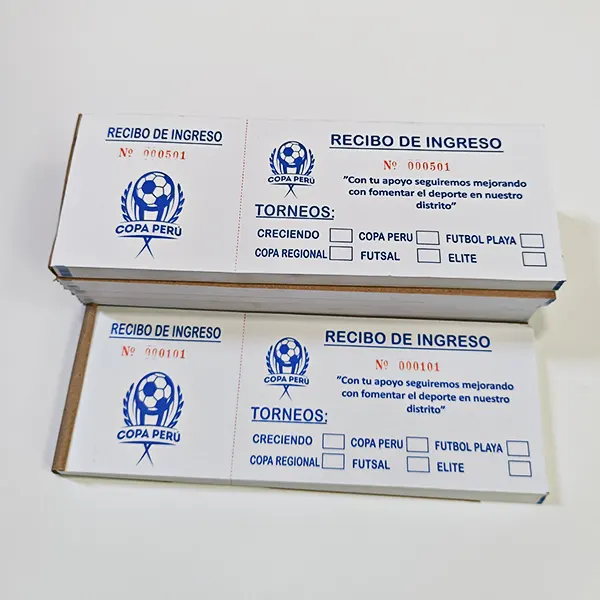 RECIBO DE INGRESO
Nº 000501
COPA PERÚ
RECIBO DE INGRESO
Nº 000501
COPA PERÚ
"Con tu apoyo seguiremos mejorando
con fomentar el deporte en nuestro
distrito"
TORNEOS:
CRECIENDO COPA PERU FUTBOL PLAYA
COPA REGIONAL FUTSAL ELITE
RECIBO DE INGRESO
Nº 000101
COPA PERÚ
RECIBO DE INGRESO
Nº 000101
COPA PERÚ
"Con tu apoyo seguiremos mejorando
con fomentar el deporte en nuestro
distrito"
TORNEOS:
CRECIENDO COPA PERU FUTBOL PLAYA
COPA REGIONAL FUTSAL ELITE